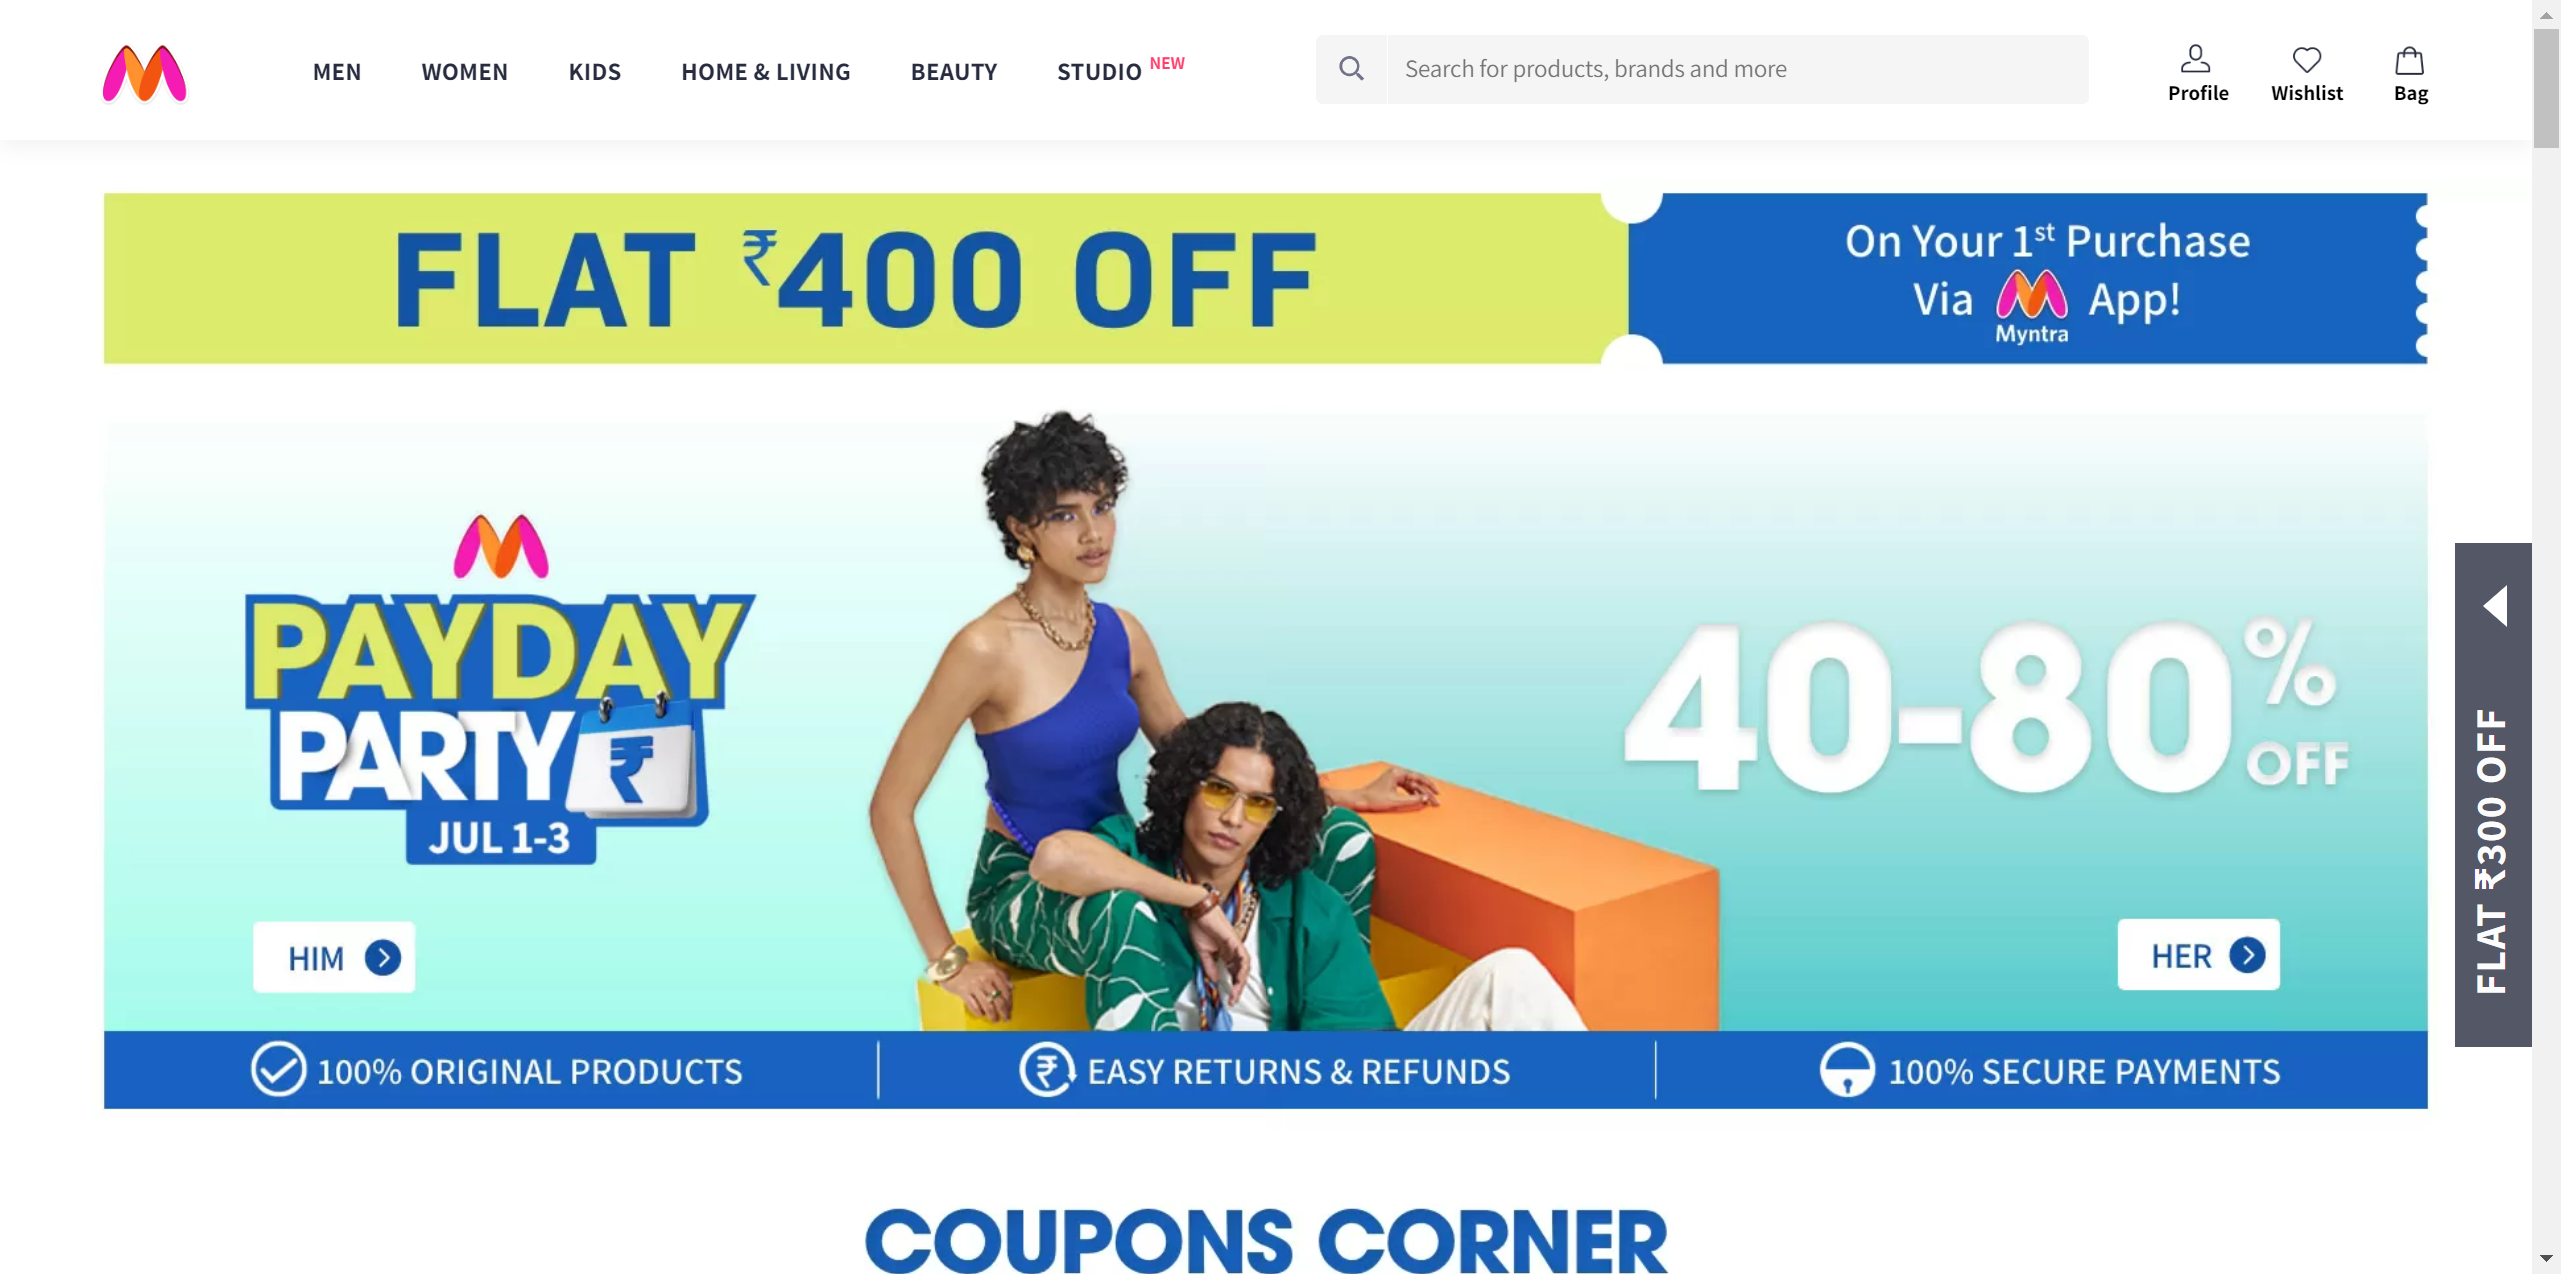 MEN WOMEN KIDS HOME & LIVING BEAUTY STUDIO NEW
Search for products, brands and more
Profile Wishlist Bag
FLAT ₹400 OFF
On Your 1st Purchase
Via App!
Myntra
PAYDAY
PARTY ₹
JUL 1-3
40-80% OFF
HIM
HER
FLAT ₹300 OFF
100% ORIGINAL PRODUCTS
EASY RETURNS & REFUNDS
100% SECURE PAYMENTS
COUPONS CORNER